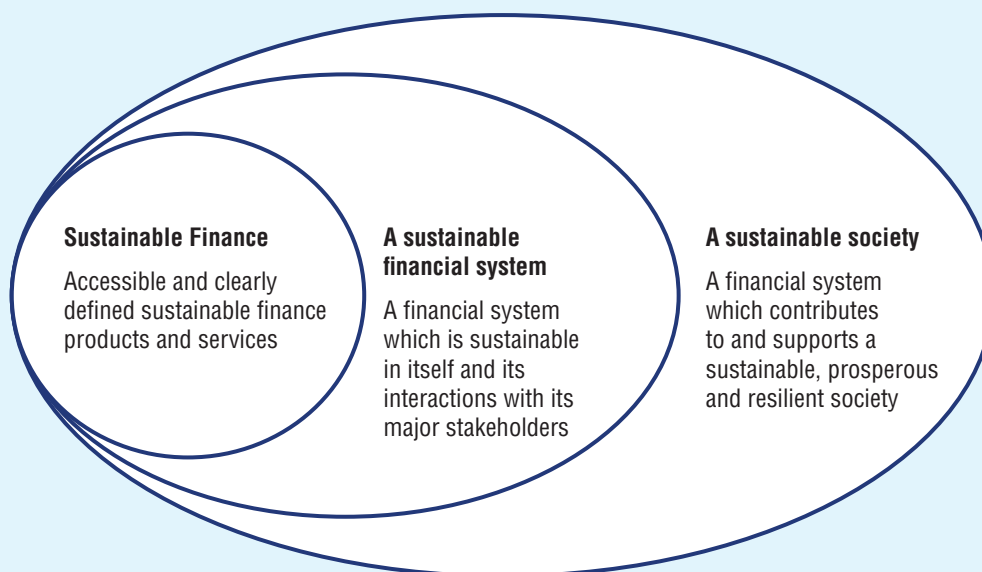 Sustainable Finance
Accessible and clearly
defined sustainable finance
products and services
A sustainable
financial system
A financial system
which is sustainable
in itself and its
interactions with its
major stakeholders
A sustainable society
A financial system
which contributes
to and supports a
sustainable, prosperous
and resilient society